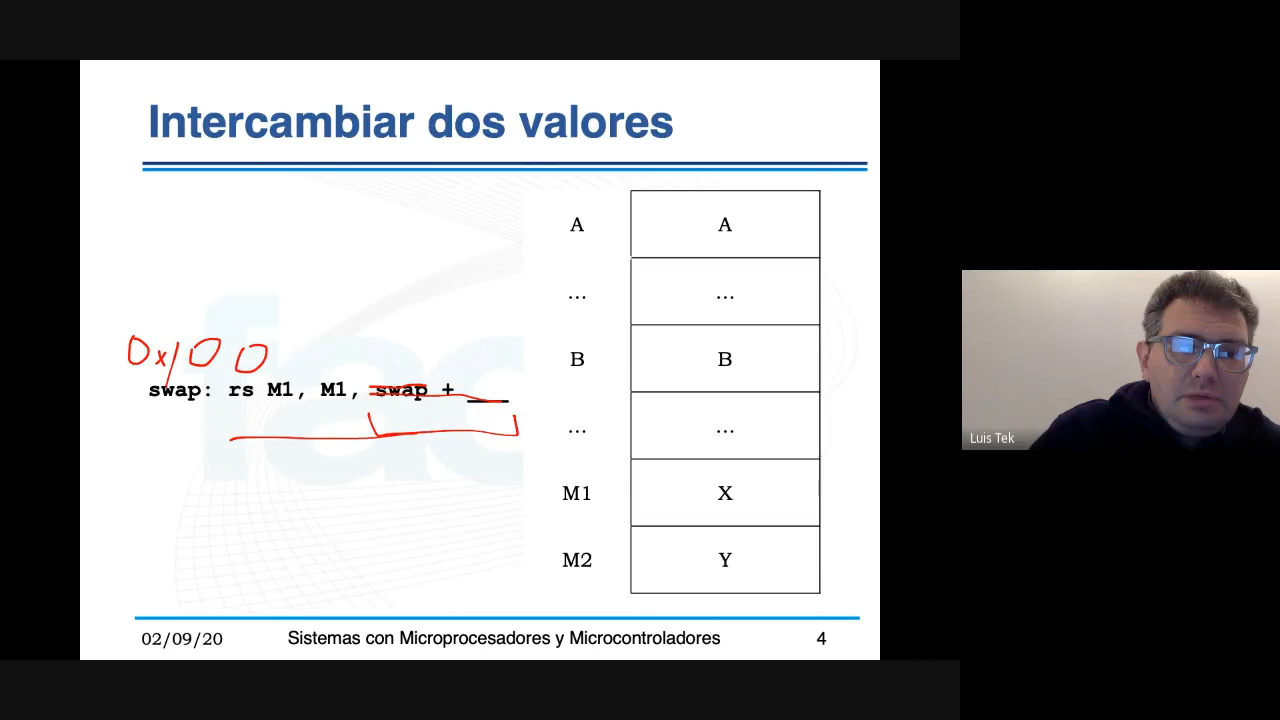 Intercambiar dos valores
0x100
swap: rs M1, M1, swap + ___
A A
... ...
B B
... ...
M1 X
M2 Y
Luis Tek
02/09/20 Sistemas con Microprocesadores y Microcontroladores 4